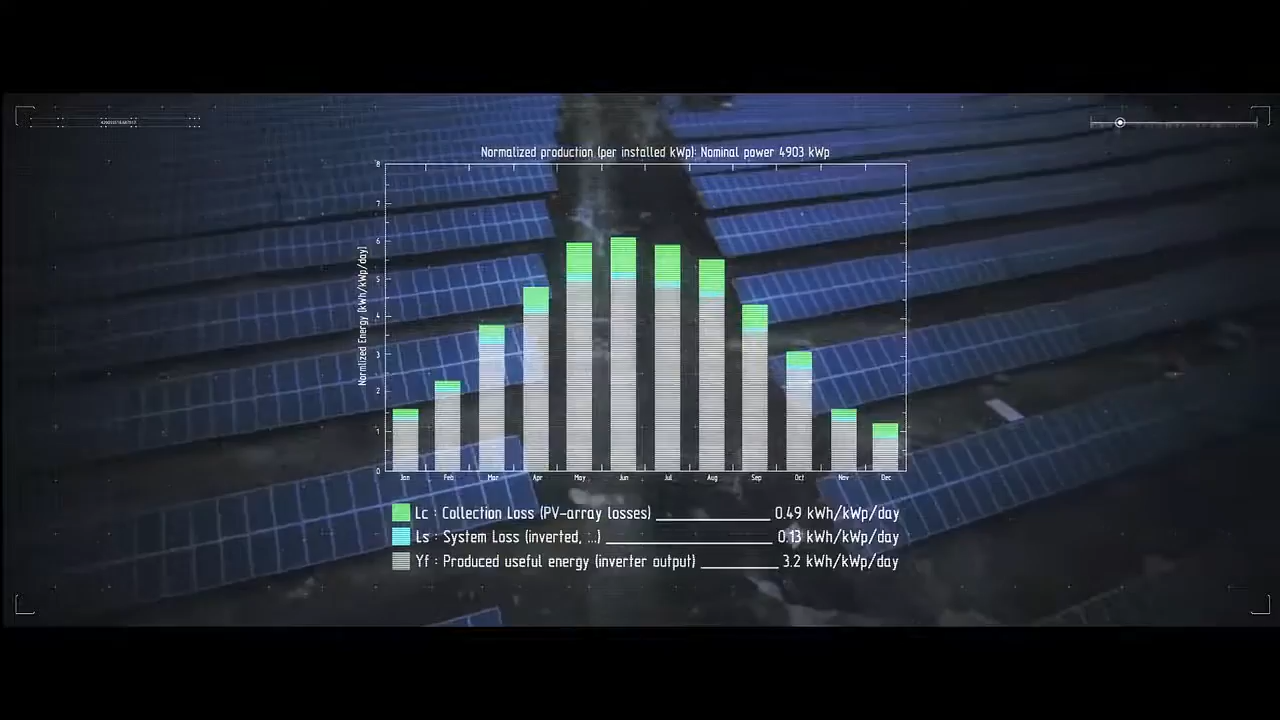 Normalized production (per installed kWp): Nominal power 4903 kWp
Normlized Energy (kWh/kWp/day)
8
7
6
5
4
3
2
1
0
Jan Feb Mar Apr May Jun Jul Aug Sep Oct Nov Dec
Lc : Collection Loss (PV-array losses) 0.49 kWh/kWp/day
Ls : System Loss (inverted, ...) 0.13 kWh/kWp/day
Yf : Produced useful energy (inverter output) 3.2 kWh/kWp/day